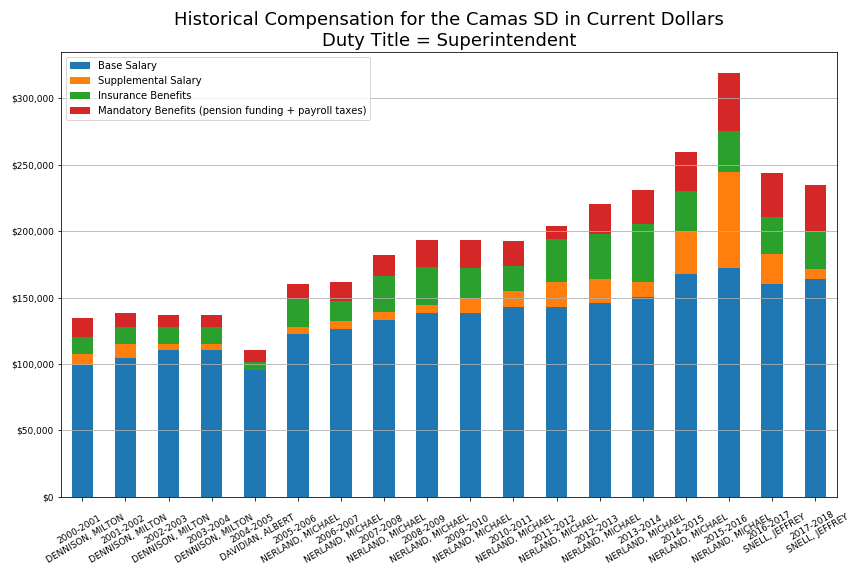 Historical Compensation for the Camas SD in Current Dollars
Duty Title = Superintendent
Base Salary
Supplemental Salary
Insurance Benefits
Mandatory Benefits (pension funding + payroll taxes)
$300,000
$250,000
$200,000
$150,000
$100,000
$50,000
$0
2000-2001
DENNISON, MILTON
2001-2002
DENNISON, MILTON
2002-2003
DENNISON, MILTON
2003-2004
DENNISON, MILTON
2004-2005
DAVIDIAN, ALBERT
2005-2006
NERLAND, MICHAEL
2006-2007
NERLAND, MICHAEL
2007-2008
NERLAND, MICHAEL
2008-2009
NERLAND, MICHAEL
2009-2010
NERLAND, MICHAEL
2010-2011
NERLAND, MICHAEL
2011-2012
NERLAND, MICHAEL
2012-2013
NERLAND, MICHAEL
2013-2014
NERLAND, MICHAEL
2014-2015
NERLAND, MICHAEL
2015-2016
NERLAND, MICHAEL
2016-2017
SNELL, JEFFREY
2017-2018
SNELL, JEFFREY